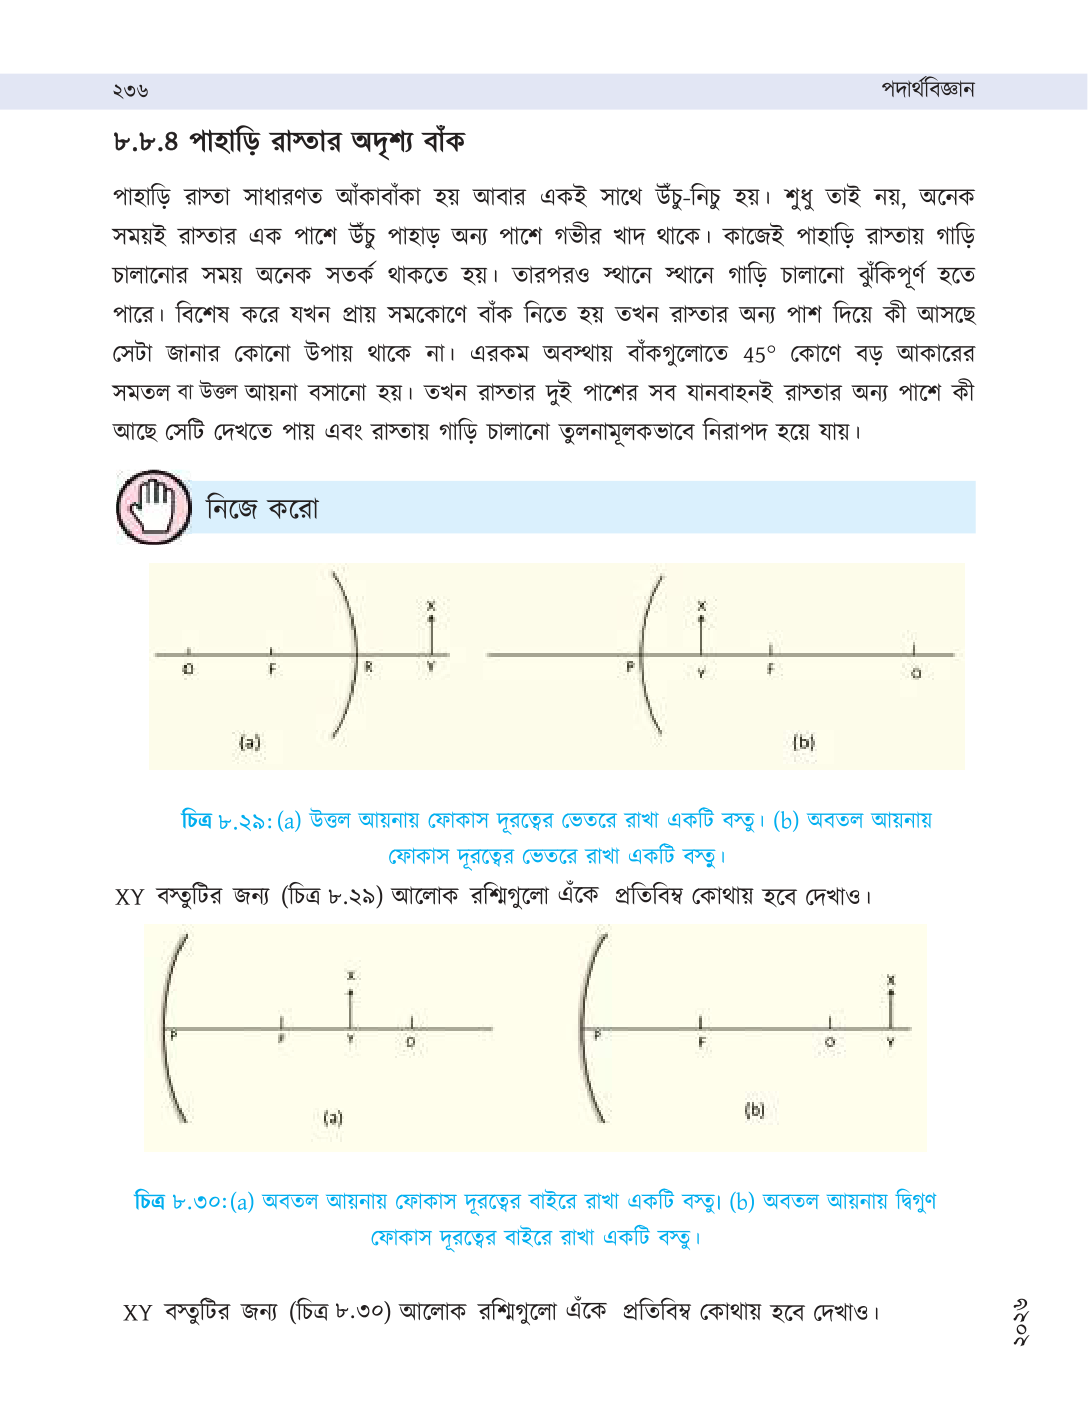 ২৩৬ পদার্থবিজ্ঞান
৮.৮.৪ পাহাড়ি রাস্তার অদৃশ্য বাঁক
পাহাড়ি রাস্তা সাধারণত আঁকাবাঁকা হয় আবার একই সাথে উঁচু-নিচু হয়। শুধু তাই নয়, অনেক
সময়ই রাস্তার এক পাশে উঁচু পাহাড় অন্য পাশে গভীর খাদ থাকে। কাজেই পাহাড়ি রাস্তায় গাড়ি
চালানোর সময় অনেক সতর্ক থাকতে হয়। তারপরও স্থানে স্থানে গাড়ি চালানো ঝুঁকিপূর্ণ হতে
পারে। বিশেষ করে যখন প্রায় সমকোণে বাঁক নিতে হয় তখন রাস্তার অন্য পাশ দিয়ে কী আসছে
সেটা জানার কোনো উপায় থাকে না। এরকম অবস্থায় বাঁকগুলোতে 45° কোণে বড় আকারের
সমতল বা উত্তল আয়না বসানো হয়। তখন রাস্তার দুই পাশের সব যানবাহনই রাস্তার অন্য পাশে কী
আছে সেটি দেখতে পায় এবং রাস্তায় গাড়ি চালানো তুলনামূলকভাবে নিরাপদ হয়ে যায়।
নিজে করো
X X
O F R Y P Y F O
(a) (b)
চিত্র ৮.২৯: (a) উত্তল আয়নায় ফোকাস দূরত্বের ভেতরে রাখা একটি বস্তু। (b) অবতল আয়নায়
ফোকাস দূরত্বের ভেতরে রাখা একটি বস্তু।
XY বস্তুটির জন্য (চিত্র ৮.২৯) আলোক রশ্মিগুলো এঁকে প্রতিবিম্ব কোথায় হবে দেখাও।
X X
P F Y O P F O Y
(a) (b)
চিত্র ৮.৩০: (a) অবতল আয়নায় ফোকাস দূরত্বের বাইরে রাখা একটি বস্তু। (b) অবতল আয়নায় দ্বিগুণ
ফোকাস দূরত্বের বাইরে রাখা একটি বস্তু।
XY বস্তুটির জন্য (চিত্র ৮.৩০) আলোক রশ্মিগুলো এঁকে প্রতিবিম্ব কোথায় হবে দেখাও।
২০২৬